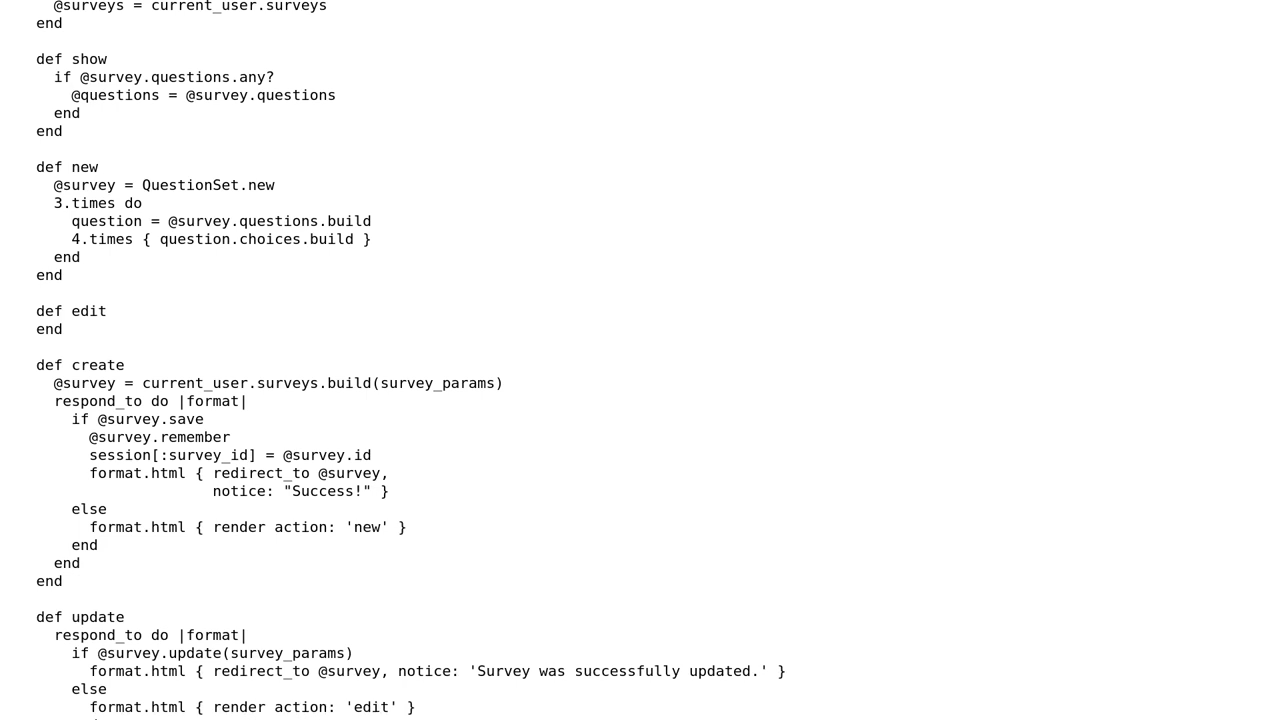 @surveys = current_user.surveys
end
def show
if @survey.questions.any?
@questions = @survey.questions
end
end
def new
@survey = QuestionSet.new
3.times do
question = @survey.questions.build
4.times { question.choices.build }
end
end
def edit
end
def create
@survey = current_user.surveys.build(survey_params)
respond_to do |format|
if @survey.save
@survey.remember
session[:survey_id] = @survey.id
format.html { redirect_to @survey,
notice: "Success!" }
else
format.html { render action: 'new' }
end
end
end
def update
respond_to do |format|
if @survey.update(survey_params)
format.html { redirect_to @survey, notice: 'Survey was successfully updated.' }
else
format.html { render action: 'edit' }